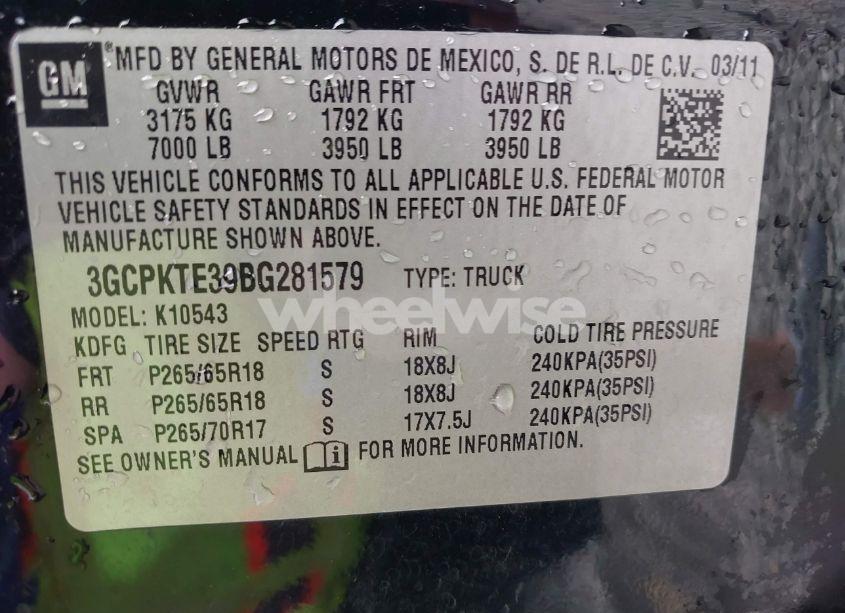 GM
®MFD BY GENERAL MOTORS DE MEXICO, S. DE R.L. DE C.V. 03/11
GVWR GAWR FRT GAWR RR
3175 KG 1792 KG 1792 KG
7000 LB 3950 LB 3950 LB
THIS VEHICLE CONFORMS TO ALL APPLICABLE U.S. FEDERAL MOTOR
VEHICLE SAFETY STANDARDS IN EFFECT ON THE DATE OF
MANUFACTURE SHOWN ABOVE.
3GCPKTE39BG281579 TYPE: TRUCK
wheelwise
MODEL: K10543
KDFG TIRE SIZE SPEED RTG RIM COLD TIRE PRESSURE
FRT P265/65R18 S 18X8J 240KPA(35PSI)
RR P265/65R18 S 18X8J 240KPA(35PSI)
SPA P265/70R17 S 17X7.5J 240KPA(35PSI)
SEE OWNER'S MANUAL i FOR MORE INFORMATION.